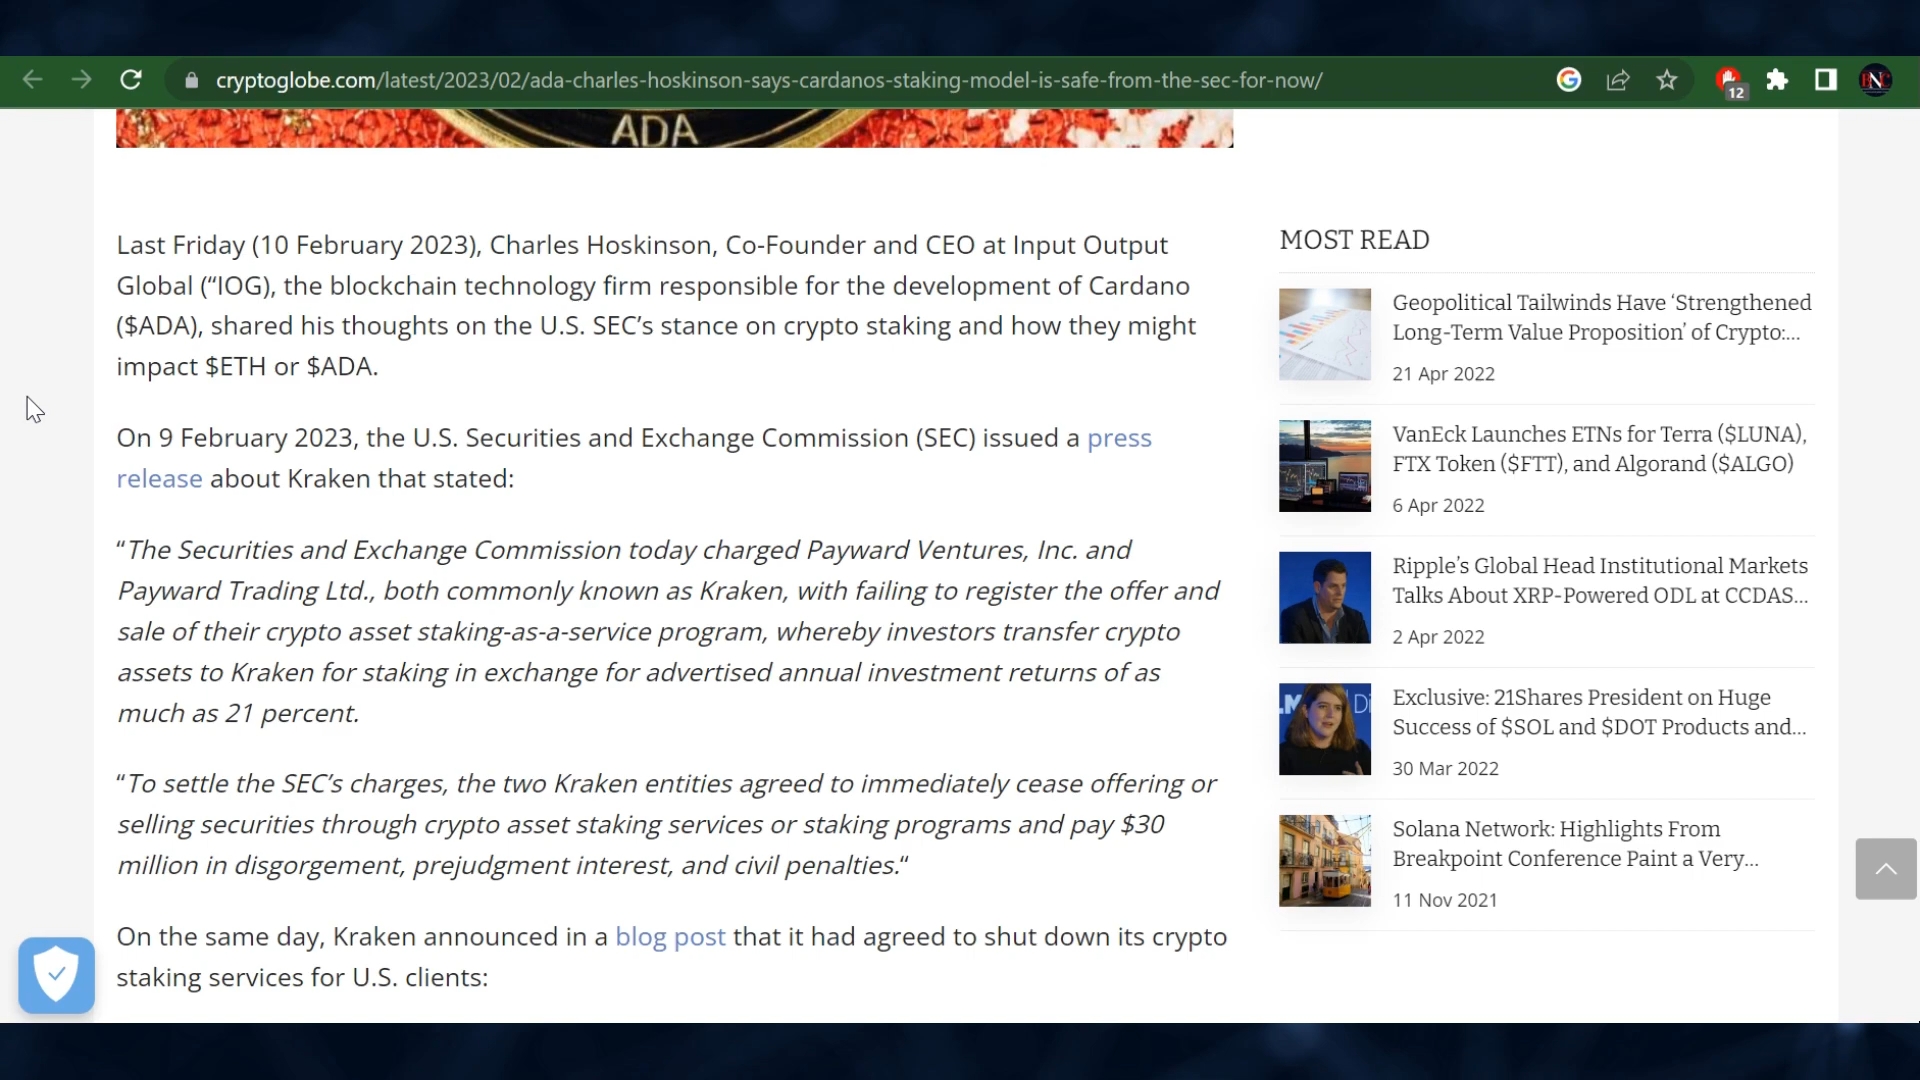 cryptoglobe.com/latest/2023/02/ada-charles-hoskinson-says-cardanos-staking-model-is-safe-from-the-sec-for-now/
12
BNC
ADA
Last Friday (10 February 2023), Charles Hoskinson, Co-Founder and CEO at Input Output
Global (“IOG), the blockchain technology firm responsible for the development of Cardano
($ADA), shared his thoughts on the U.S. SEC’s stance on crypto staking and how they might
impact $ETH or $ADA.
On 9 February 2023, the U.S. Securities and Exchange Commission (SEC) issued a press
release about Kraken that stated:
“The Securities and Exchange Commission today charged Payward Ventures, Inc. and
Payward Trading Ltd., both commonly known as Kraken, with failing to register the offer and
sale of their crypto asset staking-as-a-service program, whereby investors transfer crypto
assets to Kraken for staking in exchange for advertised annual investment returns of as
much as 21 percent.
“To settle the SEC’s charges, the two Kraken entities agreed to immediately cease offering or
selling securities through crypto asset staking services or staking programs and pay $30
million in disgorgement, prejudgment interest, and civil penalties.“
On the same day, Kraken announced in a blog post that it had agreed to shut down its crypto
staking services for U.S. clients:
MOST READ
Geopolitical Tailwinds Have ‘Strengthened
Long-Term Value Proposition’ of Crypto:...
21 Apr 2022
VanEck Launches ETNs for Terra ($LUNA),
FTX Token ($FTT), and Algorand ($ALGO)
6 Apr 2022
Ripple’s Global Head Institutional Markets
Talks About XRP-Powered ODL at CCDAS...
2 Apr 2022
Exclusive: 21Shares President on Huge
Success of $SOL and $DOT Products and...
30 Mar 2022
Solana Network: Highlights From
Breakpoint Conference Paint a Very...
11 Nov 2021